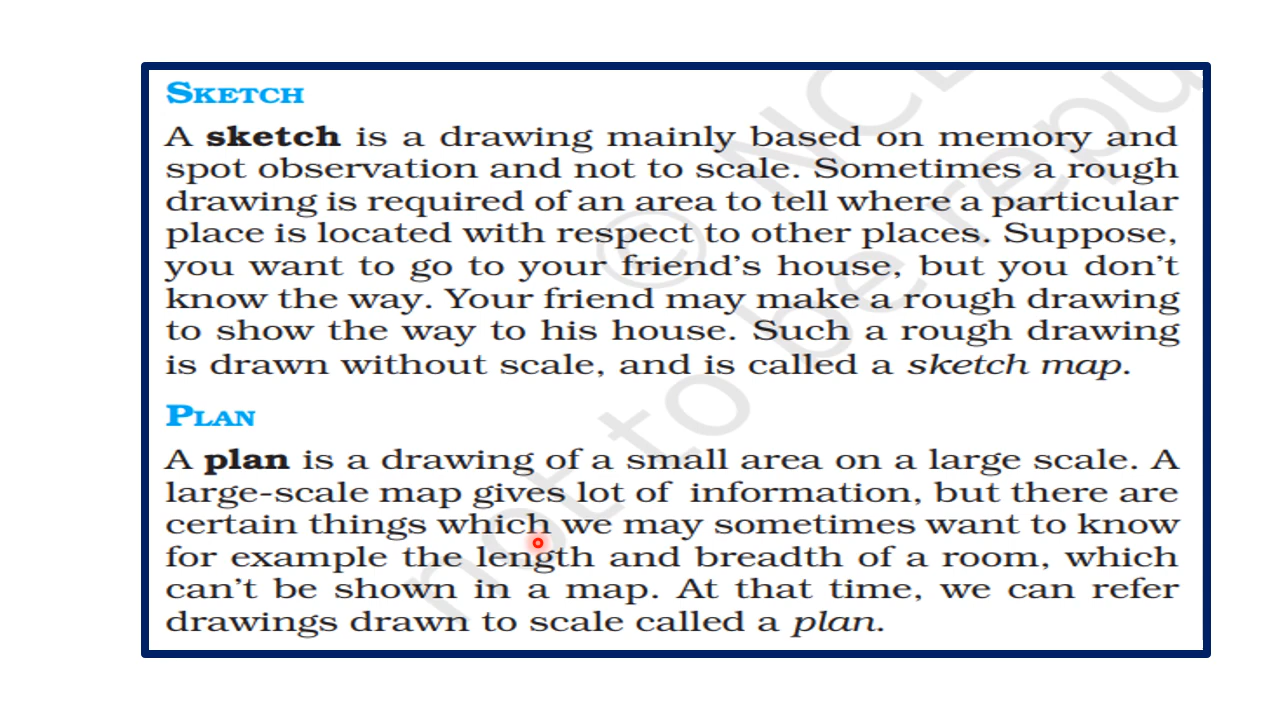 SKETCH
A sketch is a drawing mainly based on memory and
spot observation and not to scale. Sometimes a rough
drawing is required of an area to tell where a particular
place is located with respect to other places. Suppose,
you want to go to your friend's house, but you don't
know the way. Your friend may make a rough drawing
to show the way to his house. Such a rough drawing
is drawn without scale, and is called a sketch map.
PLAN
A plan is a drawing of a small area on a large scale. A
large-scale map gives lot of information, but there are
certain things which we may sometimes want to know
for example the length and breadth of a room, which
can't be shown in a map. At that time, we can refer
drawings drawn to scale called a plan.
© NCE
not to be repu